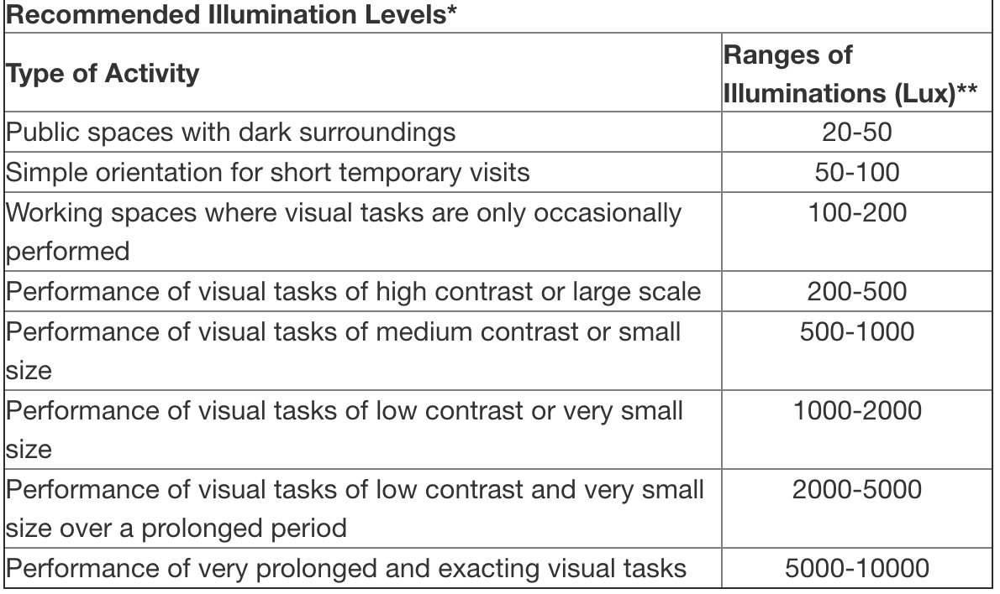 Recommended Illumination Levels*
Type of Activity
Ranges of
Illuminations (Lux)**
Public spaces with dark surroundings
20-50
Simple orientation for short temporary visits
50-100
Working spaces where visual tasks are only occasionally
performed
100-200
Performance of visual tasks of high contrast or large scale
200-500
Performance of visual tasks of medium contrast or small
size
500-1000
Performance of visual tasks of low contrast or very small
size
1000-2000
Performance of visual tasks of low contrast and very small
size over a prolonged period
2000-5000
Performance of very prolonged and exacting visual tasks
5000-10000